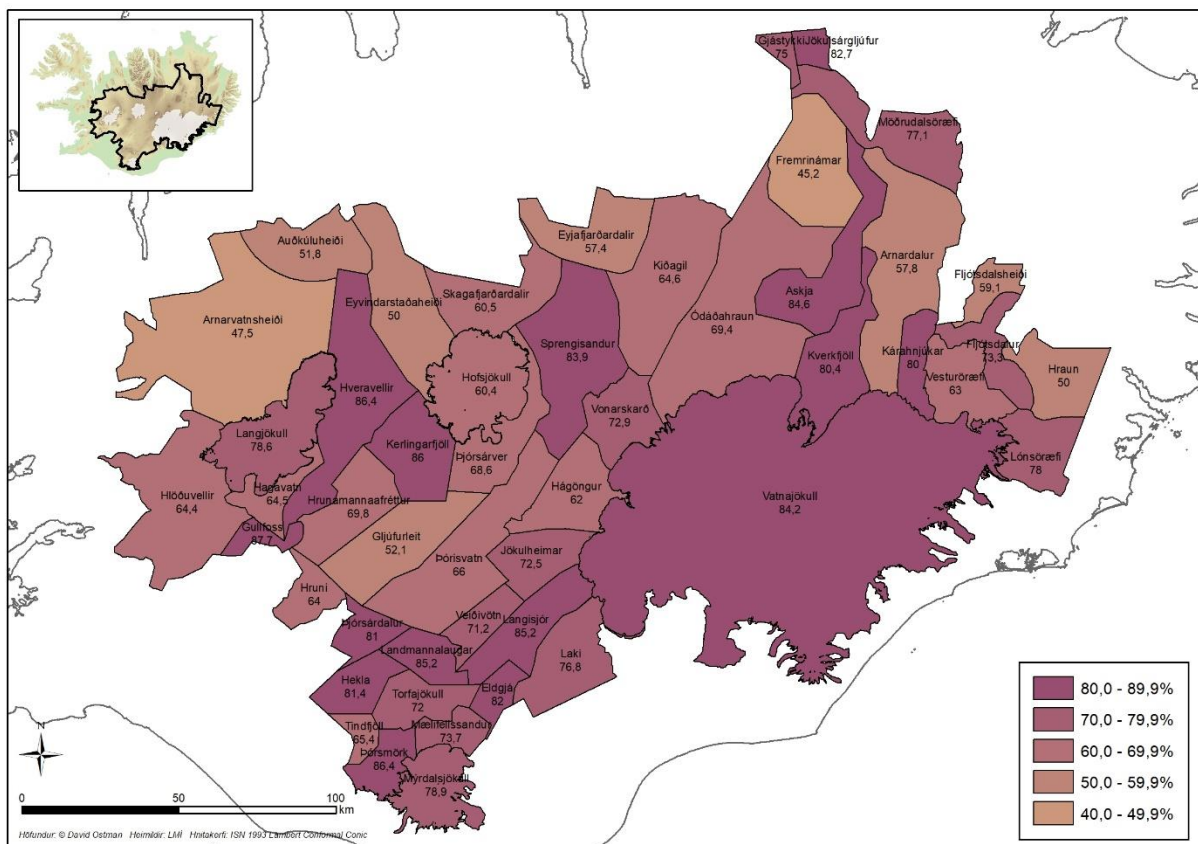 Gjástykki
75
Jökulsárgljúfur
82,7
Möðrudalsöræfi
77,1
Fremrinámar
45,2
Auðkúluheiði
51,8
Eyjafjarðardalir
57,4
Kiðagil
64,6
Arnardalur
57,8
Fljótsdalsheiði
59,1
Arnarvatnsheiði
47,5
Eyvindarstaðaheiði
50
Skagafjarðardalir
60,5
Askja
84,6
Ódáðahraun
69,4
Sprengisandur
83,9
Kverkfjöll
80,4
Kárahnjúkar
80
Fljótsdalur
73,3
Vesturöræfi
63
Hraun
50
Hveravellir
86,4
Hofsjökull
60,4
Vonarskarð
72,9
Langjökull
78,6
Kerlingarfjöll
86
Þjórsárver
68,6
Lónsöræfi
78
Hlöðuvellir
64,4
Hagavatn
64,5
Hrunamannaafréttur
69,8
Hágöngur
62
Vatnajökull
84,2
Gullfoss
87,7
Gljúfurleit
52,1
Þórisvatn
66
Jökulheimar
72,5
Hruni
64
Þjórsárdalur
81
Veiðivötn
71,2
Langisjór
85,2
Landmannalaugar
85,2
Laki
76,8
Hekla
81,4
Torfajökull
72
Eldgjá
82
Tindfjöll
65,4
Mælifellssandur
73,7
Þórsmörk
86,4
Mýrdalsjökull
78,9
80,0 - 89,9%
70,0 - 79,9%
60,0 - 69,9%
50,0 - 59,9%
40,0 - 49,9%
N
0 50 100
km
Höfundur: © David Ostman Heimildir: LMÍ Hnitakerfi: ISN 1993 Lambert Conformal Conic